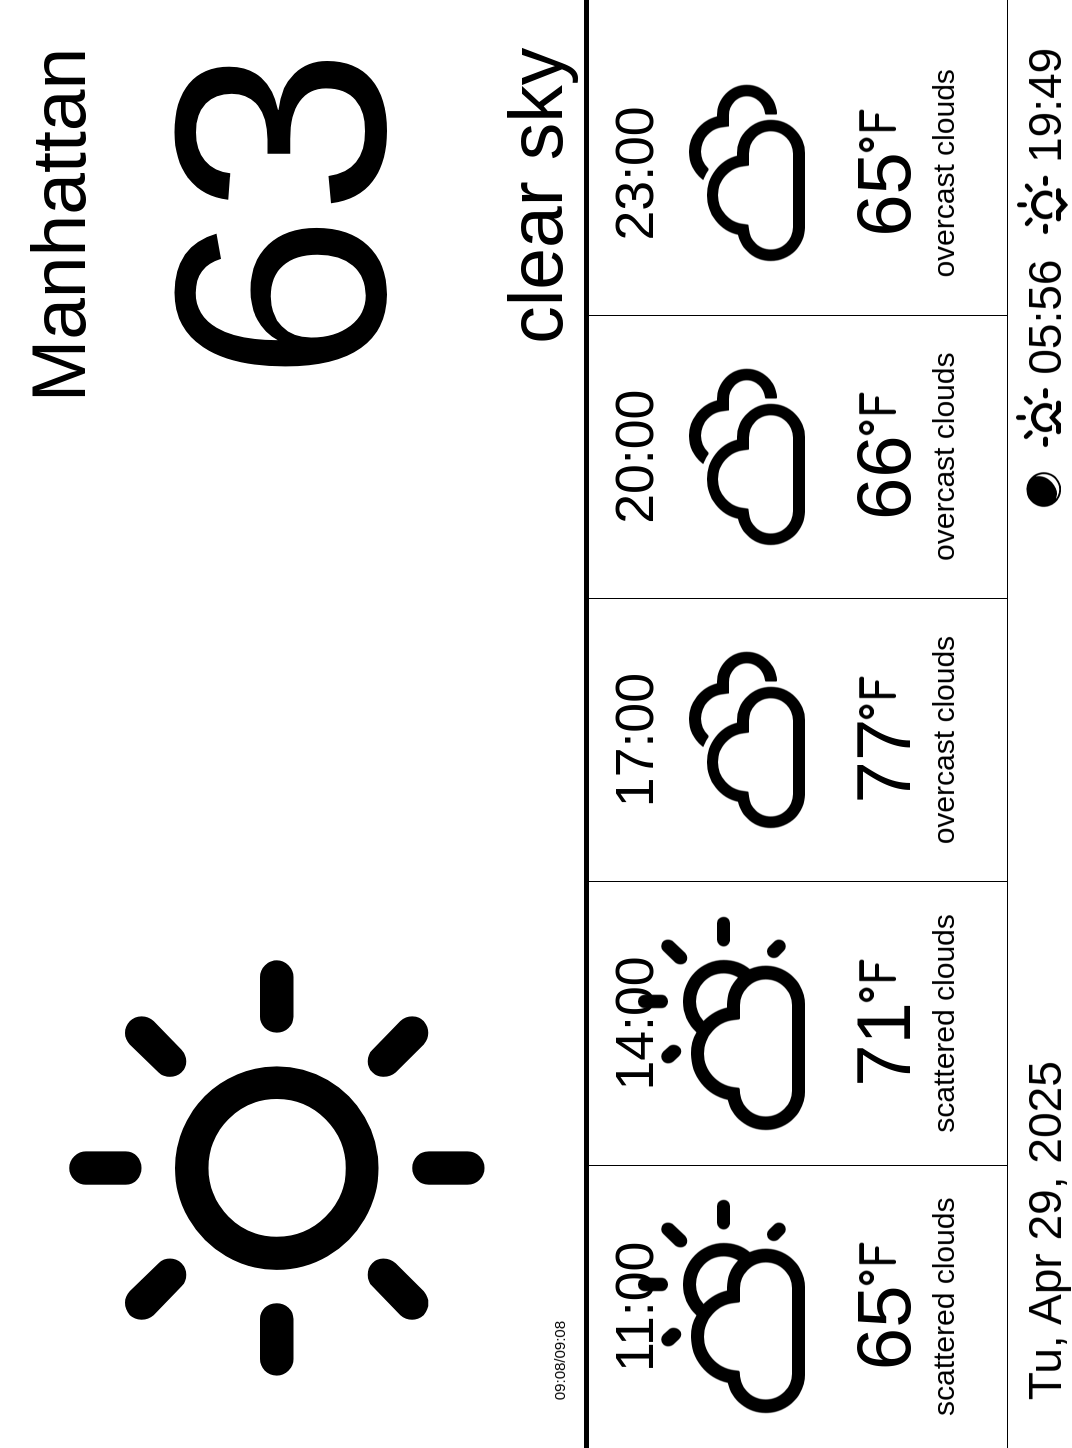 Manhattan
63
clear sky
09:08/09:08
11:00 14:00 17:00 20:00 23:00
65°F 71°F 77°F 66°F 65°F
scattered clouds scattered clouds overcast clouds overcast clouds overcast clouds
Tu, Apr 29, 2025 05:56 19:49